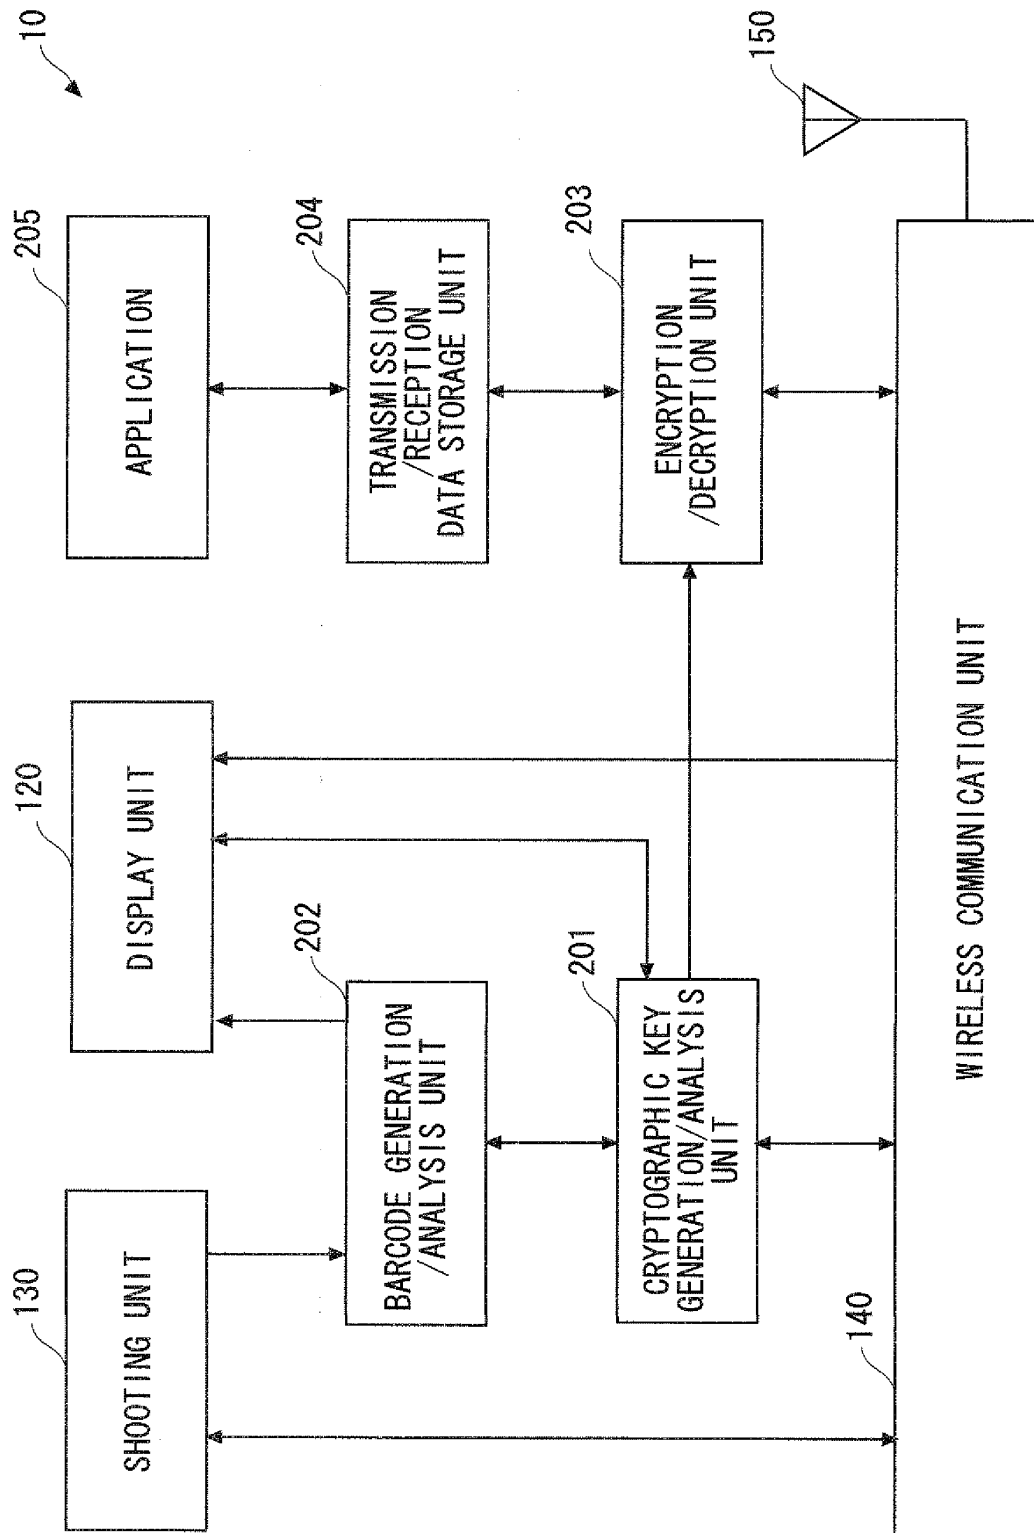 10
130
SHOOTING UNIT
120
DISPLAY UNIT
205
APPLICATION
202
BARCODE GENERATION
/ANALYSIS UNIT
204
TRANSMISSION
/RECEPTION
DATA STORAGE UNIT
201
CRYPTOGRAPHIC KEY
GENERATION/ANALYSIS
UNIT
203
ENCRYPTION
/DECRYPTION UNIT
150
140
WIRELESS COMMUNICATION UNIT